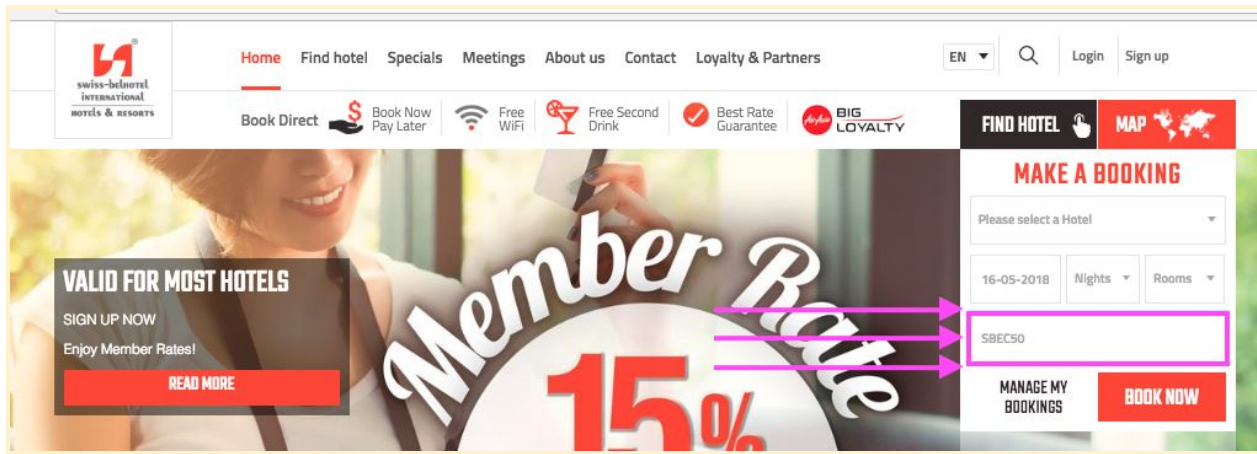 swiss-belhotel
INTERNATIONAL
HOTELS & RESORTS
Home Find hotel Specials Meetings About us Contact Loyalty & Partners
EN
Login Sign up
Book Direct
Book Now
Pay Later
Free
WiFi
Free Second
Drink
Best Rate
Guarantee
AirAsia
BIG
LOYALTY
FIND HOTEL
MAP
MAKE A BOOKING
Please select a Hotel
16-05-2018 Nights Rooms
SBEC50
MANAGE MY
BOOKINGS
BOOK NOW
VALID FOR MOST HOTELS
SIGN UP NOW
Enjoy Member Rates!
READ MORE
Member Rate
15%